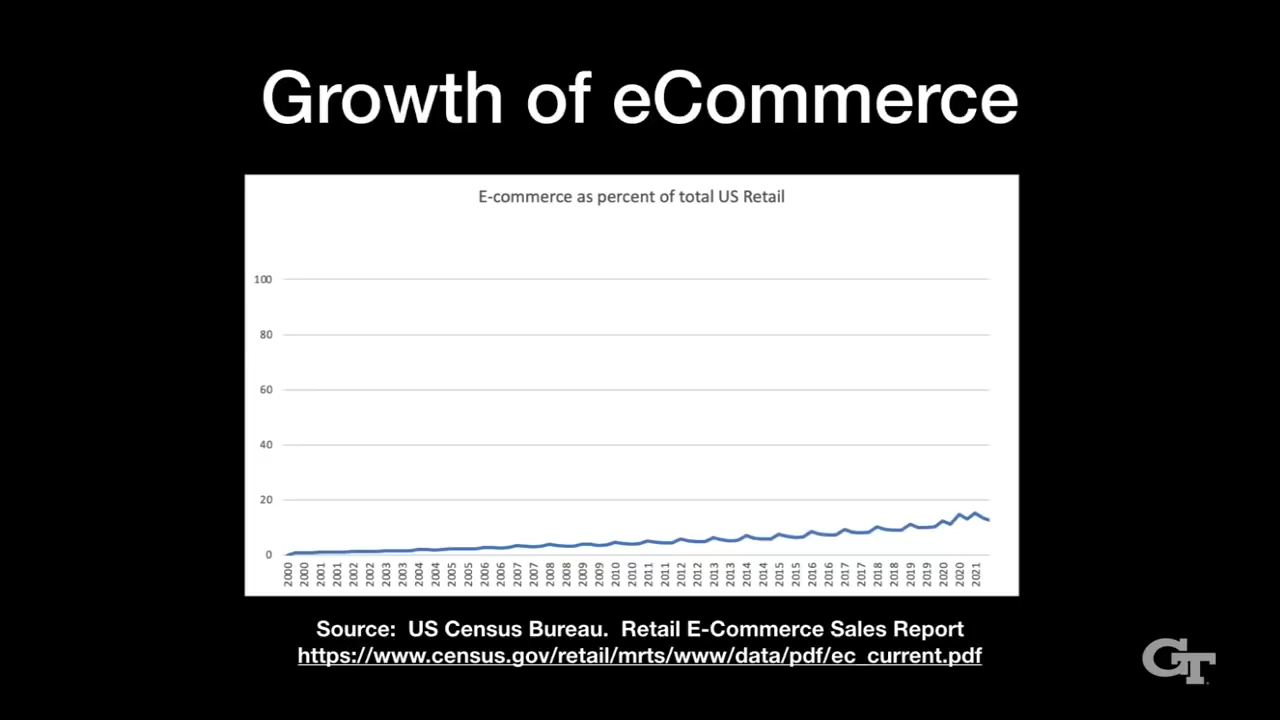 Growth of eCommerce
E-commerce as percent of total US Retail
100
80
60
40
20
0
2000 2000 2001 2001 2002 2002 2003 2003 2004 2004 2005 2005 2006 2006 2007 2007 2008 2008 2009 2009 2010 2010 2011 2011 2012 2012 2013 2013 2014 2014 2015 2015 2016 2016 2017 2017 2018 2018 2019 2019 2020 2020 2021
Source: US Census Bureau. Retail E-Commerce Sales Report
https://www.census.gov/retail/mrts/www/data/pdf/ec_current.pdf
GT